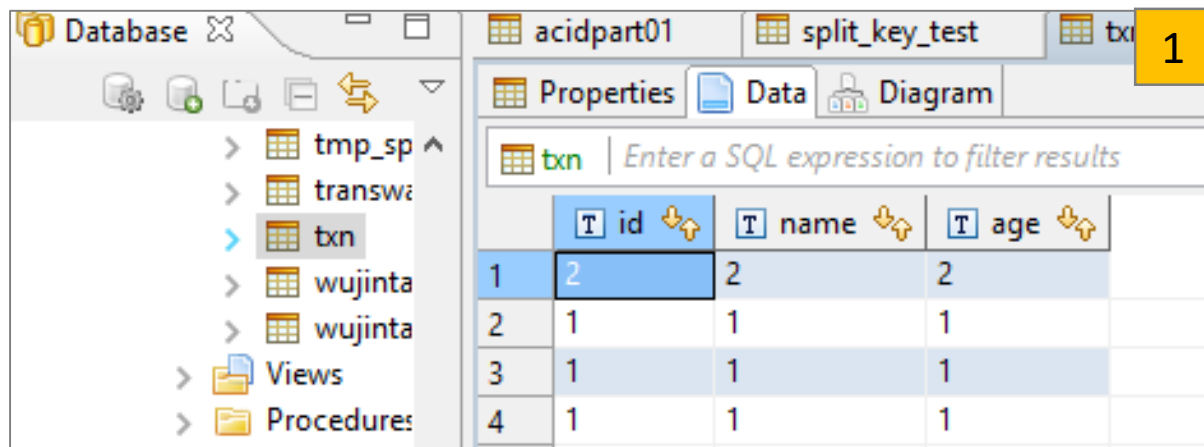 Database
acidpart01 split_key_test txn
1
Properties Data Diagram
tmp_sp
txn Enter a SQL expression to filter results
transwa
T id T name T age
txn
1 2 2 2
wujinta
2 1 1 1
wujinta
3 1 1 1
Views
4 1 1 1
Procedures